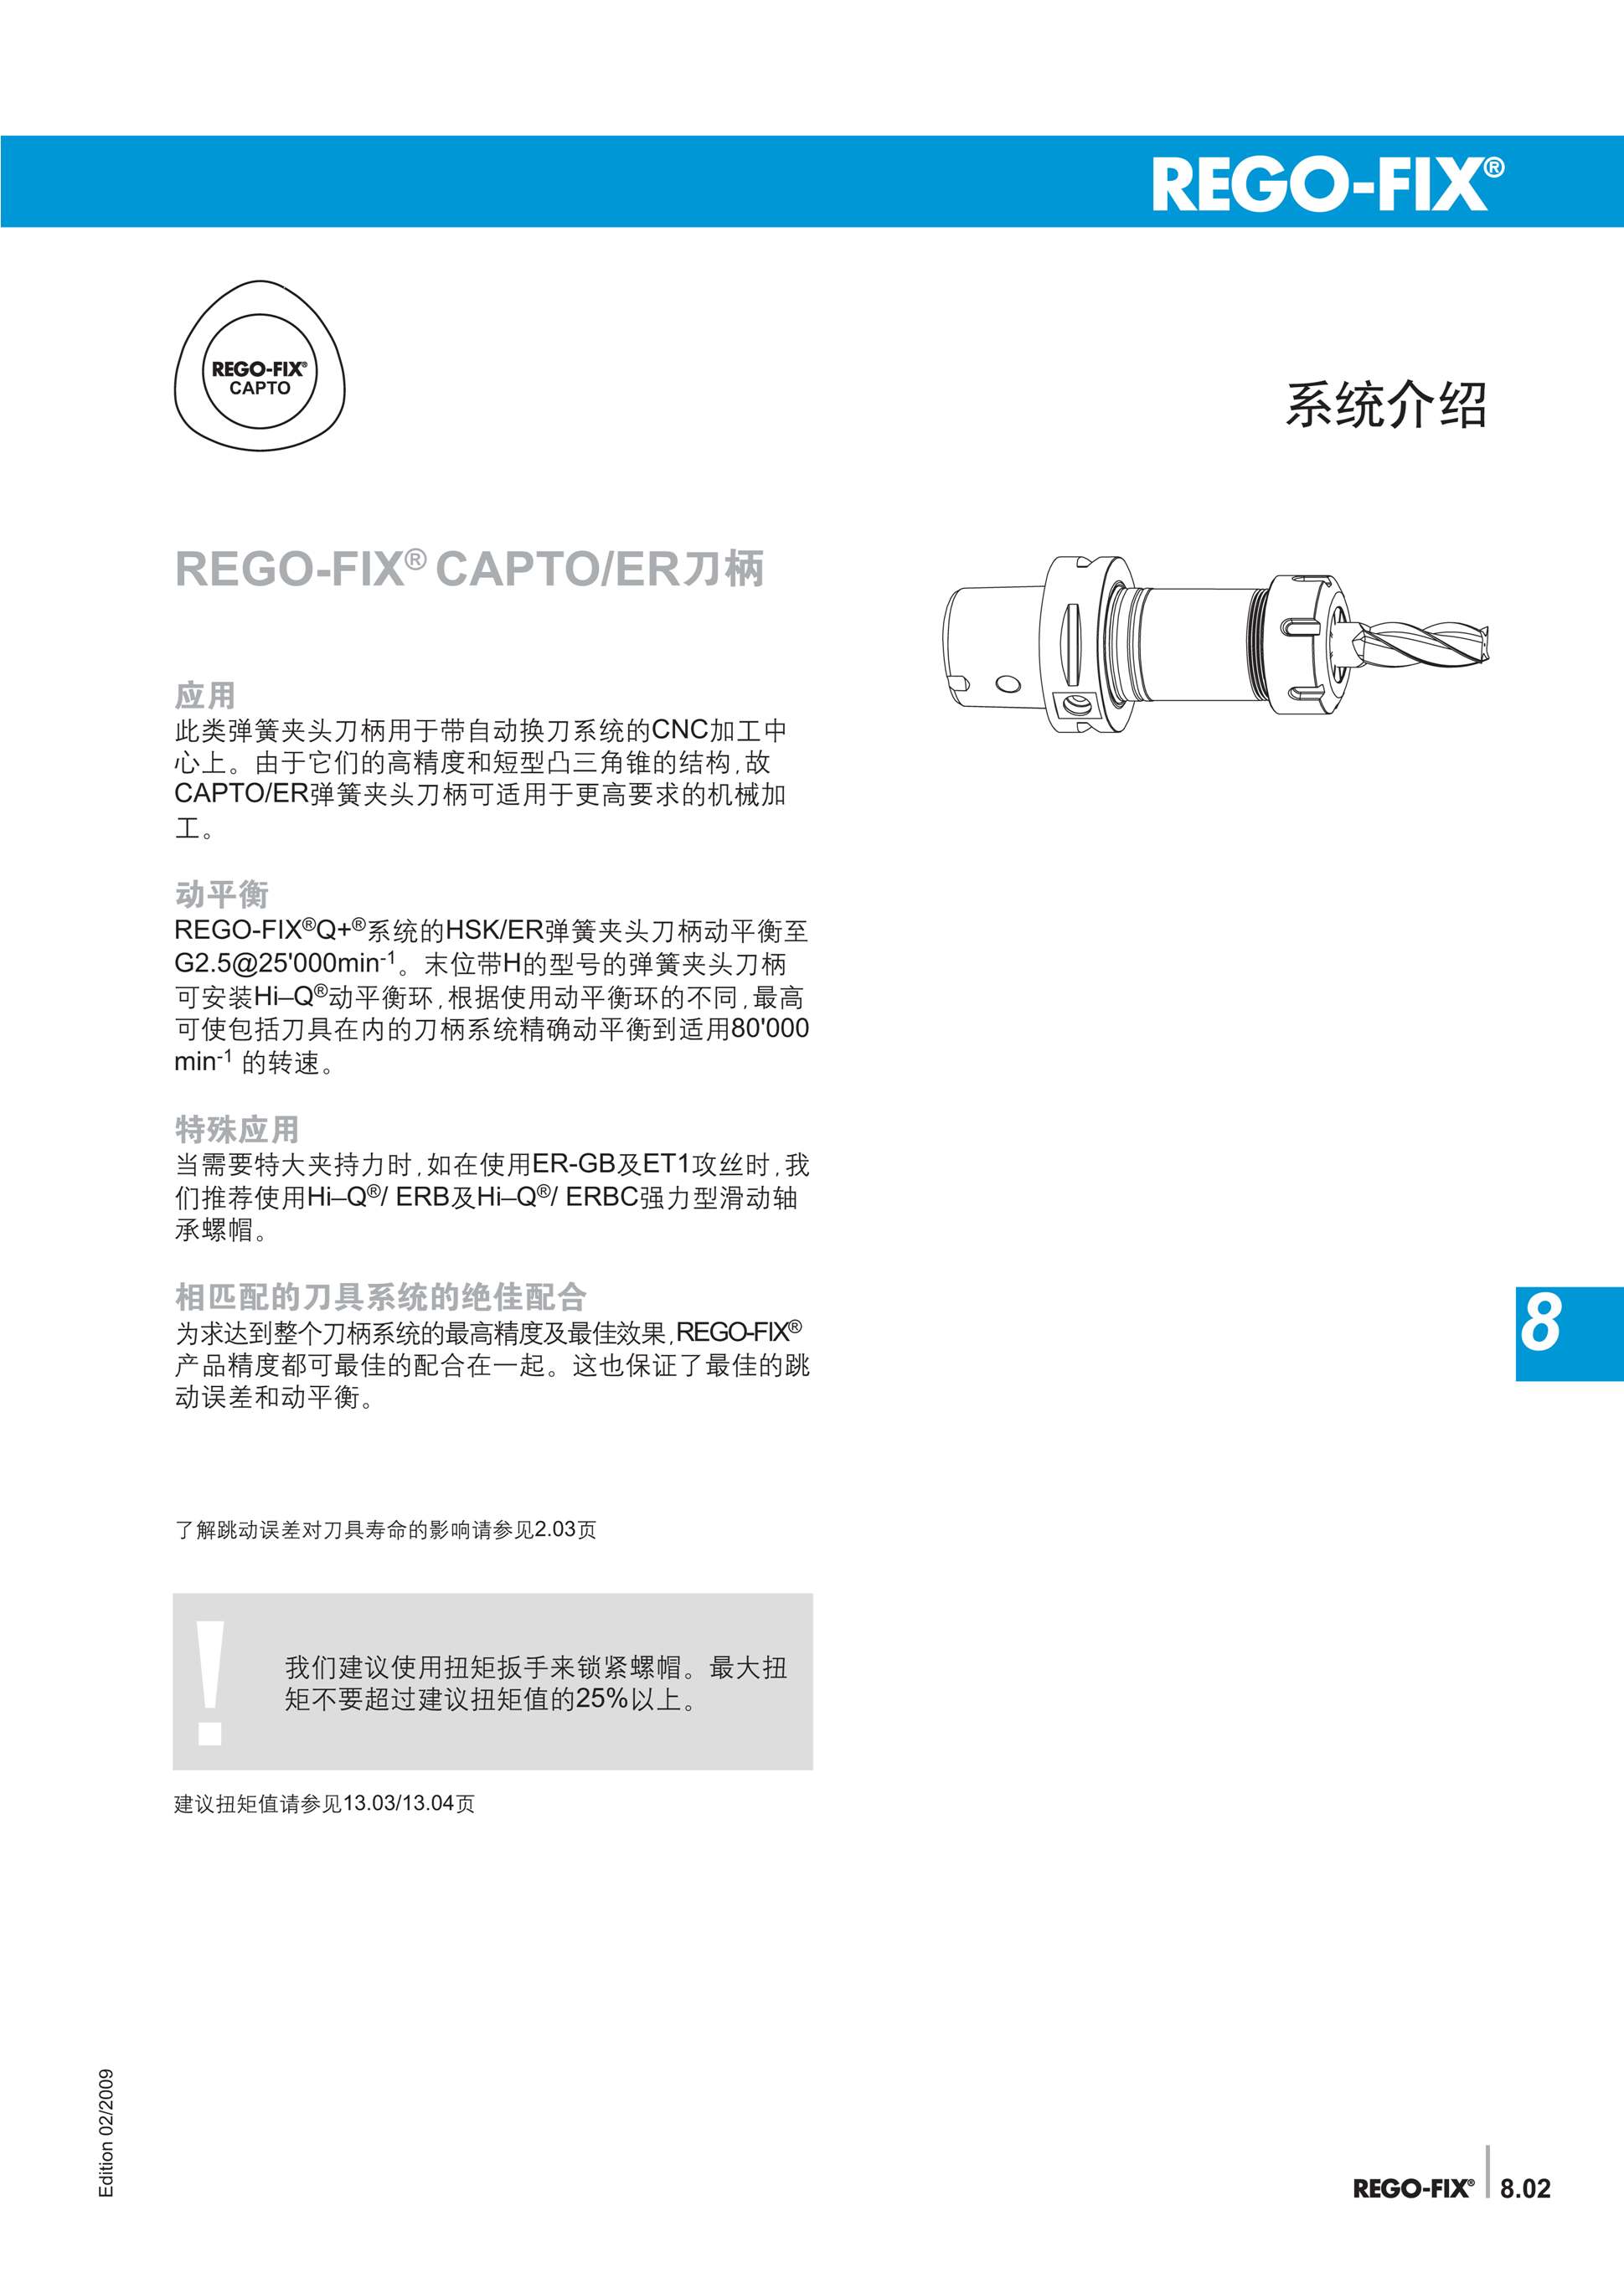 REGO-FIX®
REGO-FIX®
CAPTO
系统介绍
REGO-FIX® CAPTO/ER刀柄
应用
此类弹簧夹头刀柄用于带自动换刀系统的CNC加工中
心上。由于它们的高精度和短型凸三角锥的结构,故
CAPTO/ER弹簧夹头刀柄可适用于更高要求的机械加
工。
动平衡
REGO-FIX®Q+®系统的HSK/ER弹簧夹头刀柄动平衡至
G2.5@25'000min-1。末位带H的型号的弹簧夹头刀柄
可安装Hi–Q®动平衡环,根据使用动平衡环的不同,最高
可使包括刀具在内的刀柄系统精确动平衡到适用80'000
min-1 的转速。
特殊应用
当需要特大夹持力时,如在使用ER-GB及ET1攻丝时,我
们推荐使用Hi–Q®/ ERB及Hi–Q®/ ERBC强力型滑动轴
承螺帽。
相匹配的刀具系统的绝佳配合
为求达到整个刀柄系统的最高精度及最佳效果,REGO-FIX®
产品精度都可最佳的配合在一起。这也保证了最佳的跳
动误差和动平衡。
8
了解跳动误差对刀具寿命的影响请参见2.03页
!
我们建议使用扭矩扳手来锁紧螺帽。最大扭
矩不要超过建议扭矩值的25%以上。
建议扭矩值请参见13.03/13.04页
Edition 02/2009
REGO-FIX® 8.02